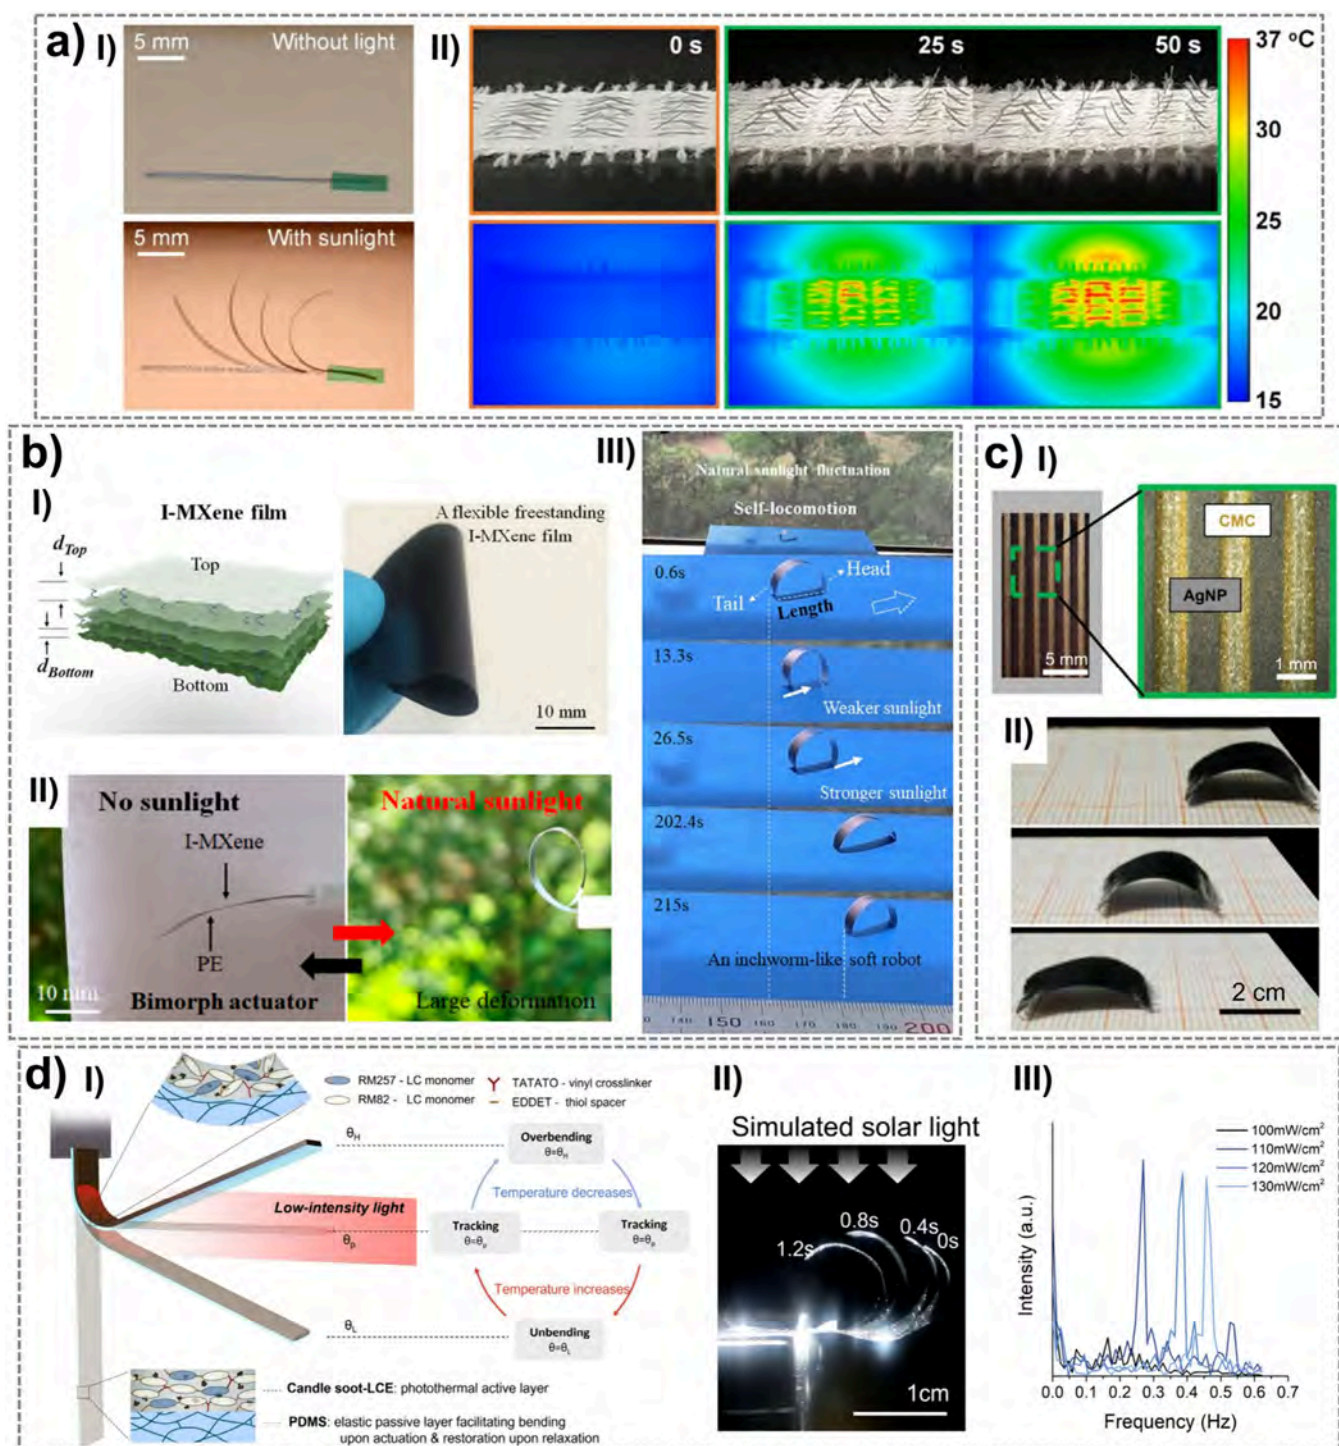 a)
I)
5 mm
Without light
5 mm
With sunlight
II)
0 s
25 s
50 s
37 °C
30
25
20
15
b)
I)
I-MXene film
d_Top
Top
d_Bottom
Bottom
A flexible freestanding
I-MXene film
10 mm
II)
No sunlight
I-MXene
PE
10 mm
Bimorph actuator
Natural sunlight
Large deformation
III)
Natural sunlight fluctuation
Self-locomotion
0.6s
Head
Tail
Length
13.3s
Weaker sunlight
26.5s
Stronger sunlight
202.4s
215s
An inchworm-like soft robot
140 150 160 170 180 190 200
c)
I)
5 mm
CMC
AgNP
1 mm
II)
2 cm
d)
I)
RM257 - LC monomer
RM82 - LC monomer
TATATO - vinyl crosslinker
EDDET - thiol spacer
θH
Overbending
θ=θH
Temperature decreases
Low-intensity light
θp
Tracking
θ=θp
Tracking
θ=θp
Temperature increases
θL
Unbending
θ=θL
Candle soot-LCE: photothermal active layer
PDMS: elastic passive layer facilitating bending
upon actuation & restoration upon relaxation
II)
Simulated solar light
1.2s
0.8s
0.4s
0s
1cm
III)
100mW/cm²
110mW/cm²
120mW/cm²
130mW/cm²
Intensity (a.u.)
0.0 0.1 0.2 0.3 0.4 0.5 0.6 0.7
Frequency (Hz)